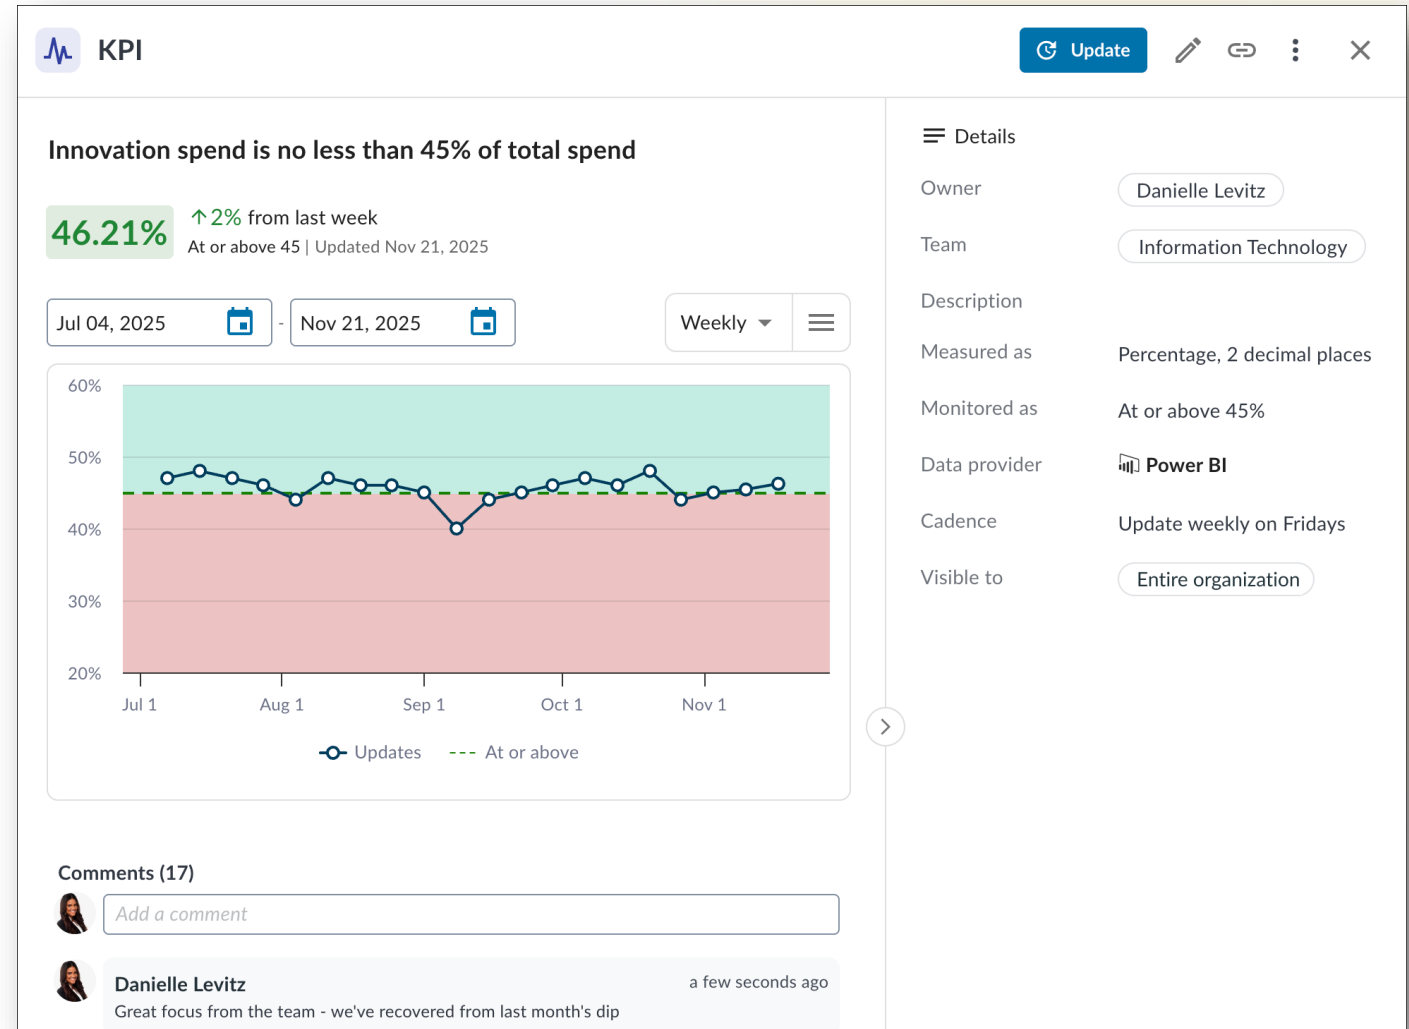 KPI
Update
Innovation spend is no less than 45% of total spend
46.21%
↑2% from last week
At or above 45 | Updated Nov 21, 2025
Jul 04, 2025 - Nov 21, 2025
Weekly
60%
50%
40%
30%
20%
Jul 1 Aug 1 Sep 1 Oct 1 Nov 1
Updates At or above
Comments (17)
Add a comment
Danielle Levitz a few seconds ago
Great focus from the team - we've recovered from last month's dip
Details
Owner Danielle Levitz
Team Information Technology
Description
Measured as Percentage, 2 decimal places
Monitored as At or above 45%
Data provider Power BI
Cadence Update weekly on Fridays
Visible to Entire organization